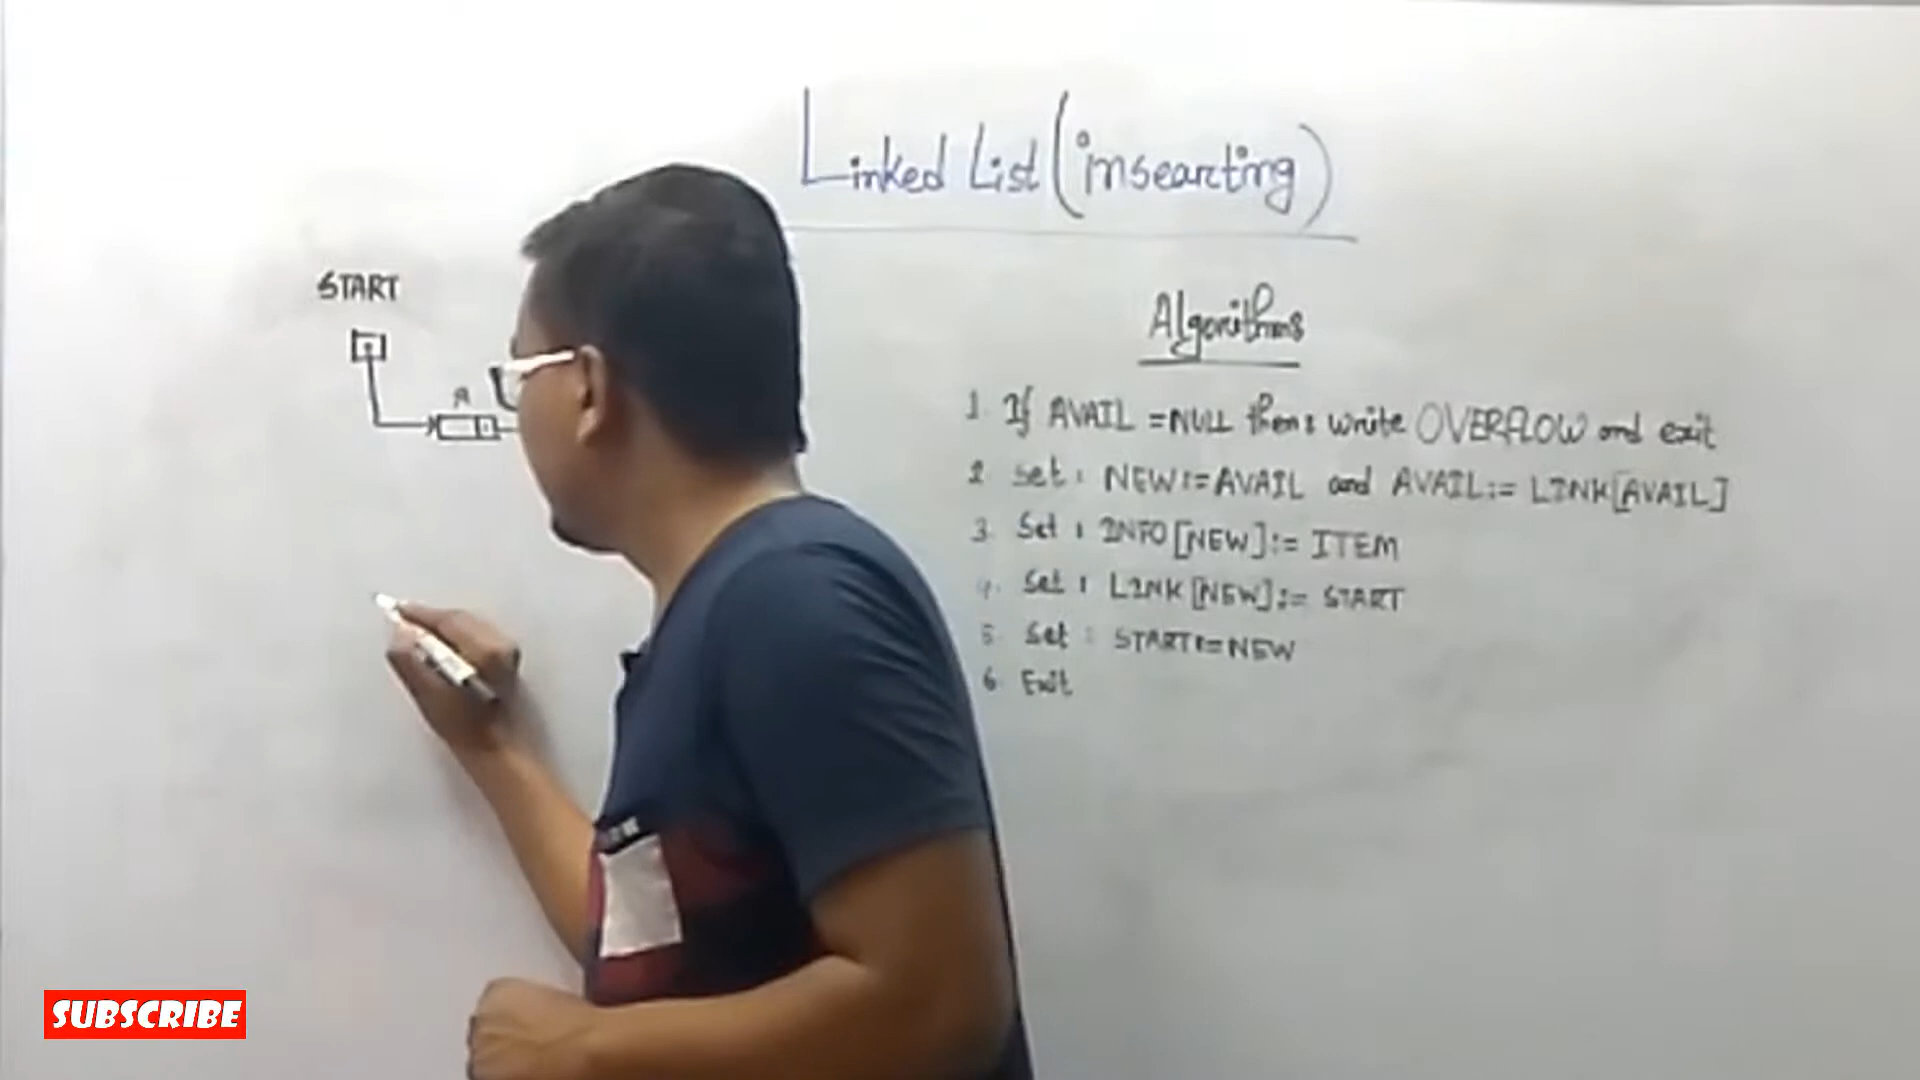 Linked List (insearting)
START
A
Algorithms
1. If AVAIL = NULL then : write OVERFLOW and exit
2. Set : NEW := AVAIL and AVAIL := LINK[AVAIL]
3. Set : INFO[NEW] := ITEM
4. Set : LINK[NEW] := START
5. Set : START := NEW
6. Exit
SUBSCRIBE